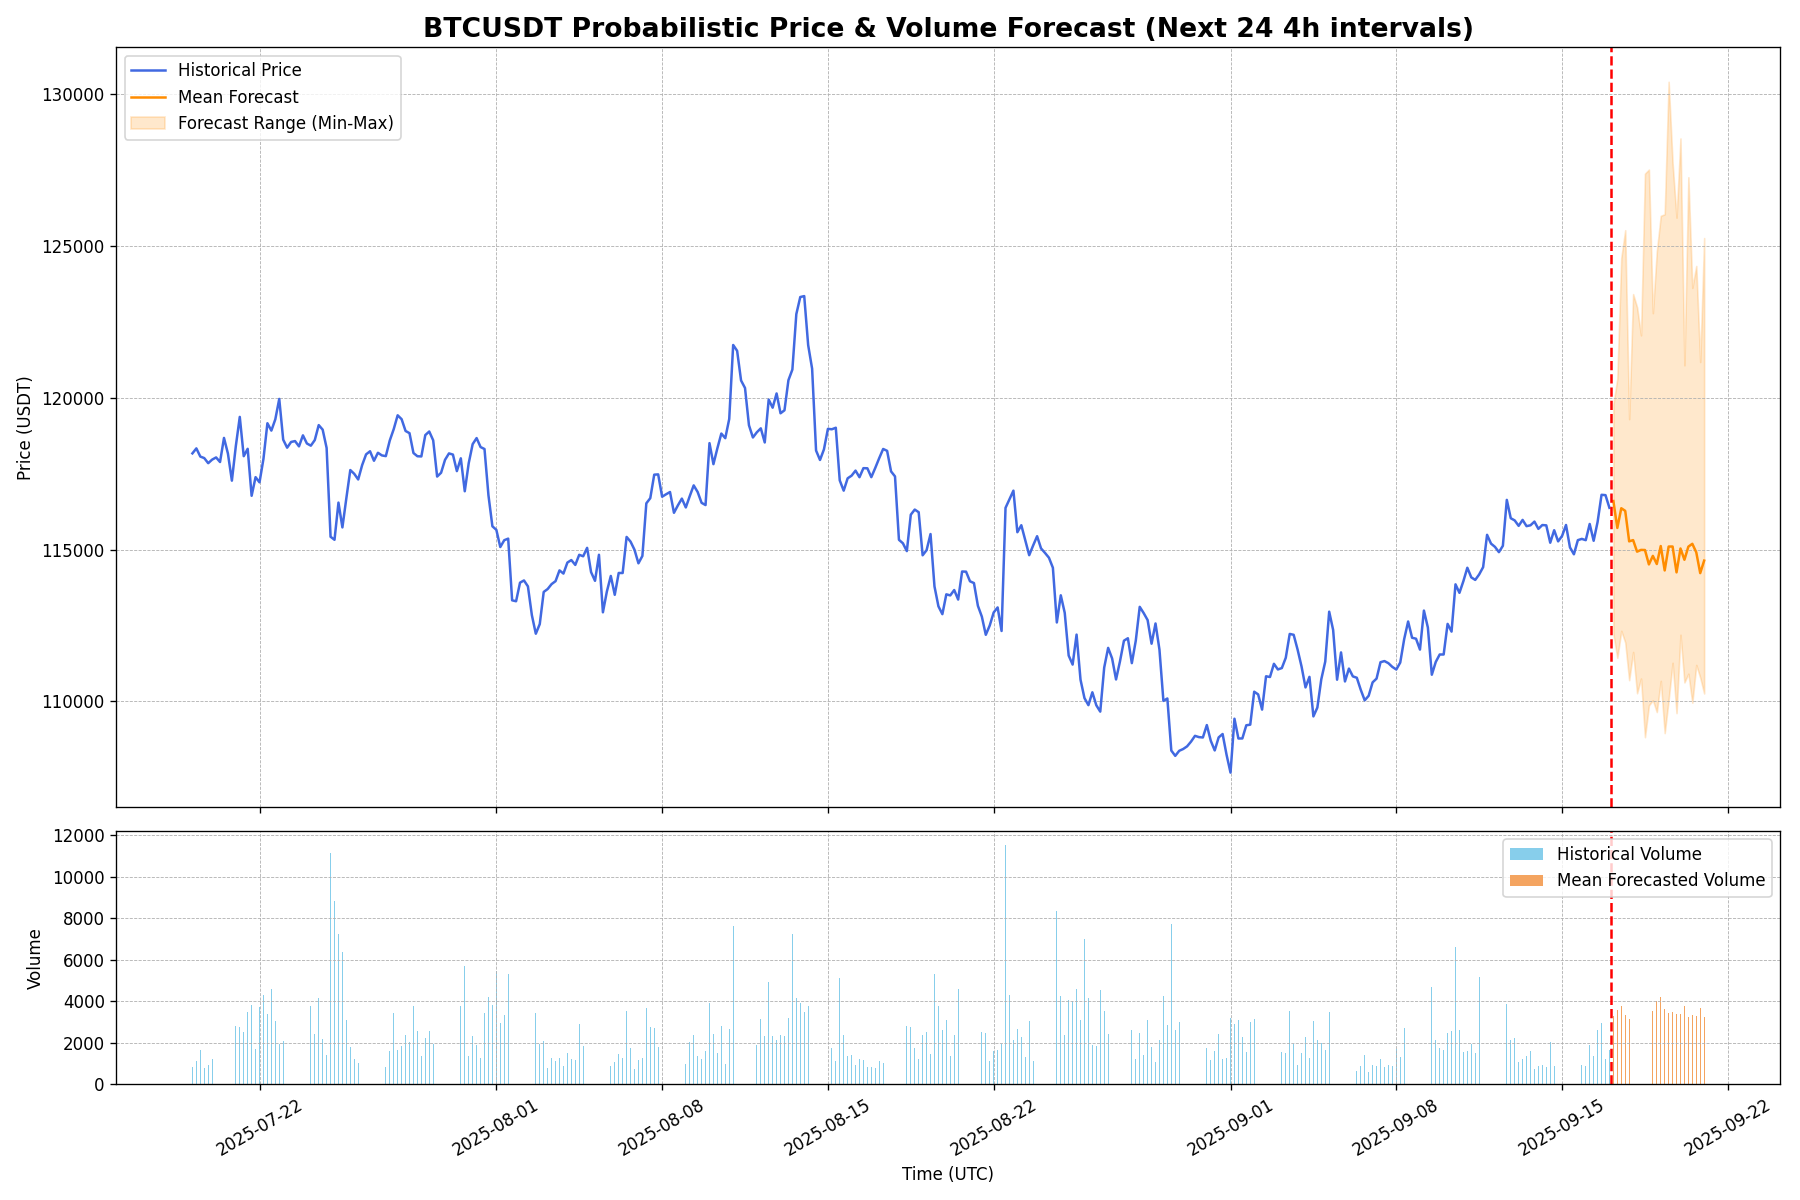 BTCUSDT Probabilistic Price & Volume Forecast (Next 24 4h intervals)
Historical Price
Mean Forecast
Forecast Range (Min-Max)
Price (USDT)
130000
125000
120000
115000
110000
Historical Volume
Mean Forecasted Volume
Volume
12000
10000
8000
6000
4000
2000
0
2025-07-22
2025-08-01
2025-08-08
2025-08-15
2025-08-22
2025-09-01
2025-09-08
2025-09-15
2025-09-22
Time (UTC)